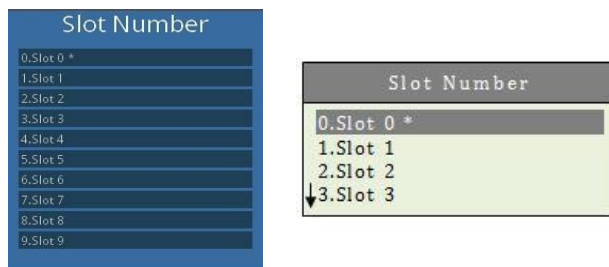 Slot Number
0.Slot 0 *
1.Slot 1
2.Slot 2
3.Slot 3
4.Slot 4
5.Slot 5
6.Slot 6
7.Slot 7
8.Slot 8
9.Slot 9
Slot Number
0.Slot 0 *
1.Slot 1
2.Slot 2
3.Slot 3